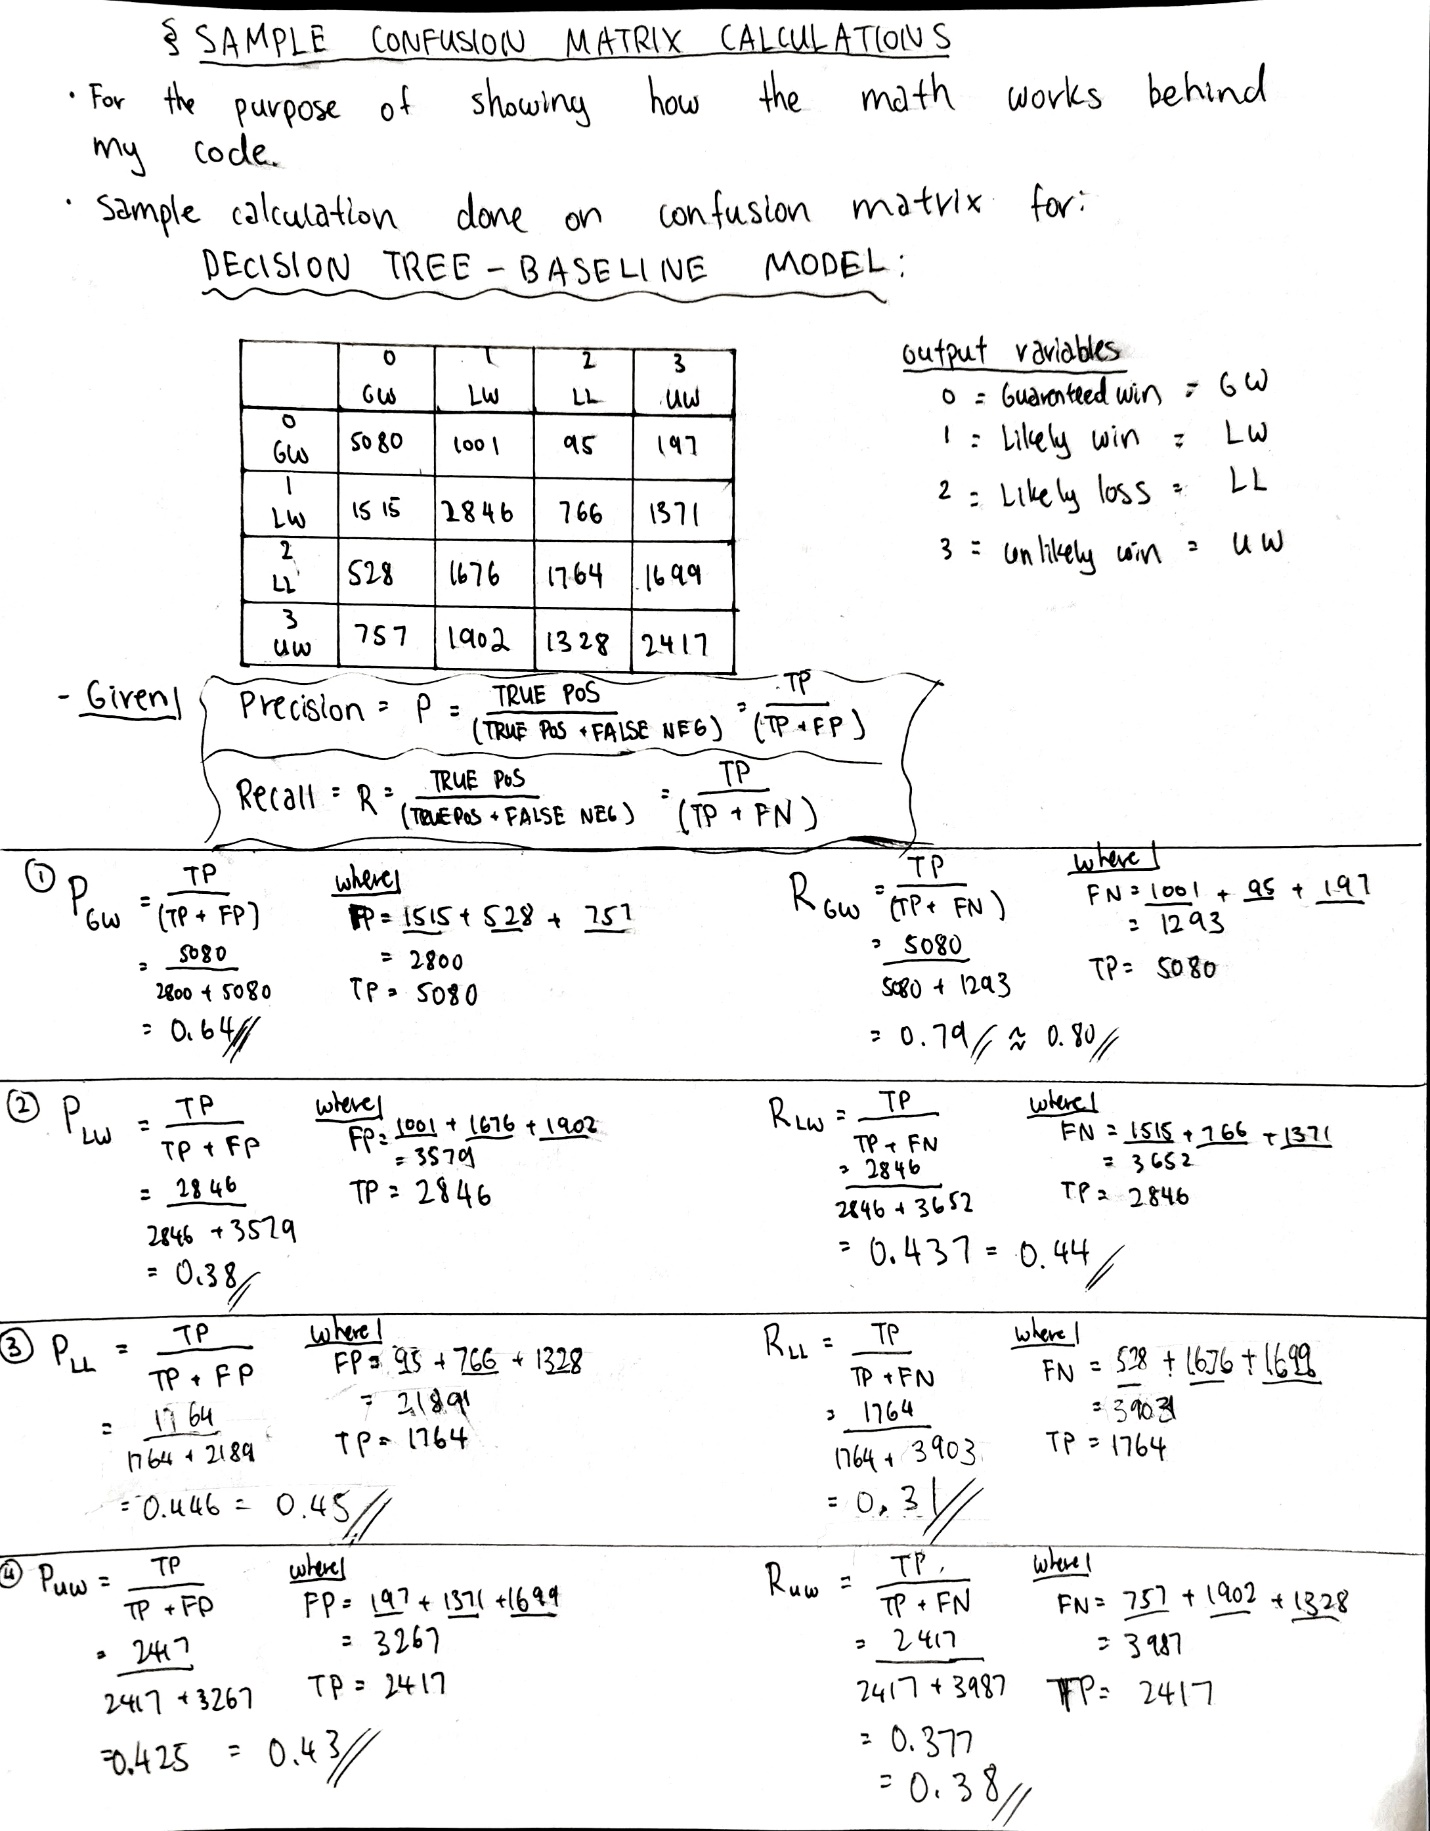 § SAMPLE CONFUSION MATRIX CALCULATIONS
· For the purpose of showing how the math works behind
my code.
· Sample calculation done on confusion matrix for:
DECISION TREE - BASELINE MODEL:
0 1 2 3
GW LW LL UW
0
GW 5080 1001 95 197
1
LW 1515 2846 766 1371
2
LL 528 1676 1764 1699
3
UW 757 1902 1328 2417
output variables
0 = Guarenteed win = GW
1 = Likely win = LW
2 = Likely loss = LL
3 = unlikely win = UW
- Given
Precision = P = TRUE POS / (TRUE POS + FALSE NEG) = TP / (TP + FP)
Recall = R = TRUE POS / (TRUE POS + FALSE NEG) = TP / (TP + FN)
① P GW = TP / (TP + FP)
= 5080 / 2800 + 5080
= 0.64
where
FP = 1515 + 528 + 757
= 2800
TP = 5080
R GW = TP / (TP + FN)
= 5080 / 5080 + 1293
= 0.79 ≈ 0.80
where
FN = 1001 + 95 + 197
= 1293
TP = 5080
② P LW = TP / TP + FP
= 2846 / 2846 + 3579
= 0.38
where
FP = 1001 + 1676 + 1902
= 3579
TP = 2846
R LW = TP / TP + FN
= 2846 / 2846 + 3652
= 0.437 = 0.44
where
FN = 1515 + 766 + 1371
= 3652
TP = 2846
③ P LL = TP / TP + FP
= 1764 / 1764 + 2189
= 0.446 = 0.45
where
FP = 95 + 766 + 1328
= 2189
TP = 1764
R LL = TP / TP + FN
= 1764 / 1764 + 3903
= 0.31
where
FN = 528 + 1676 + 1699
= 3903
TP = 1764
④ P UW = TP / TP + FP
= 2417 / 2417 + 3267
= 0.425 = 0.43
where
FP = 197 + 1371 + 1699
= 3267
TP = 2417
R UW = TP / TP + FN
= 2417 / 2417 + 3987
= 0.377
= 0.38
where
FN = 757 + 1902 + 1328
= 3987
TP = 2417